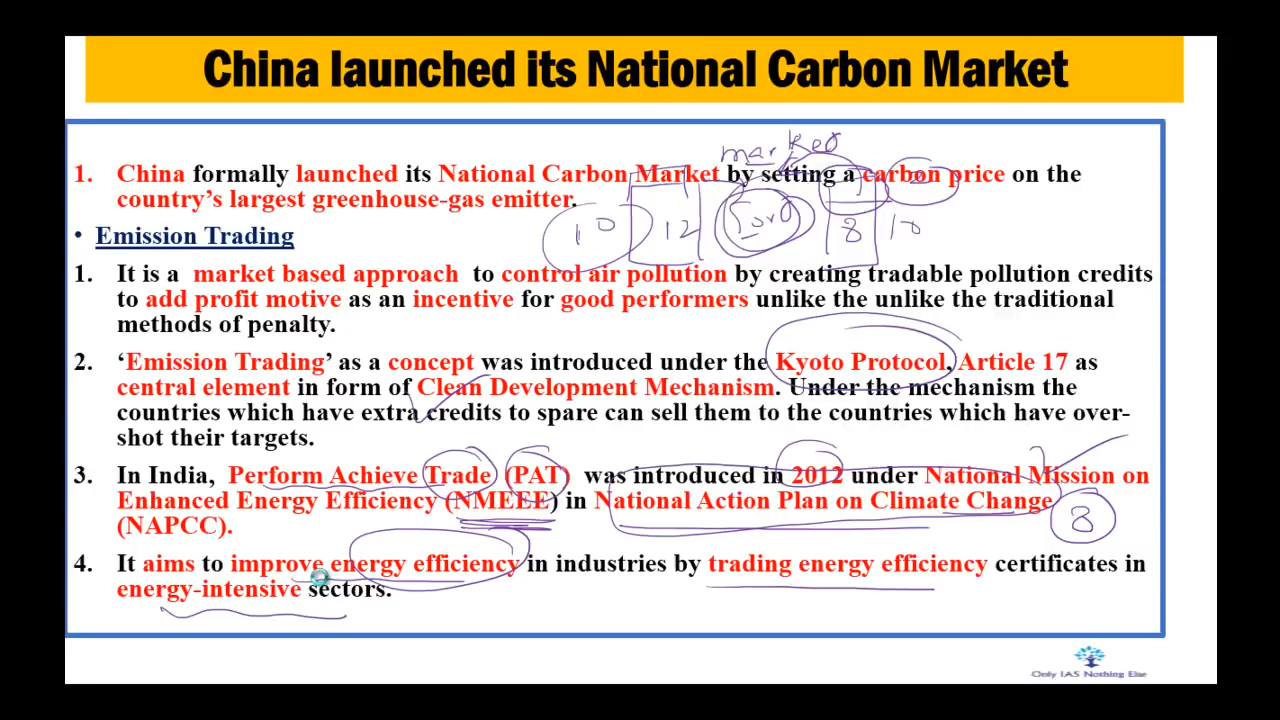 China launched its National Carbon Market
market
1. China formally launched its National Carbon Market by setting a carbon price on the
country's largest greenhouse-gas emitter.
10 12 8 10
• Emission Trading
1. It is a market based approach to control air pollution by creating tradable pollution credits
to add profit motive as an incentive for good performers unlike the unlike the traditional
methods of penalty.
2. ‘Emission Trading’ as a concept was introduced under the Kyoto Protocol, Article 17 as
central element in form of Clean Development Mechanism. Under the mechanism the
countries which have extra credits to spare can sell them to the countries which have over-
shot their targets.
3. In India, Perform Achieve Trade (PAT) was introduced in 2012 under National Mission on
Enhanced Energy Efficiency (NMEEE) in National Action Plan on Climate Change
(NAPCC).
8
4. It aims to improve energy efficiency in industries by trading energy efficiency certificates in
energy-intensive sectors.
Only IAS Nothing Else